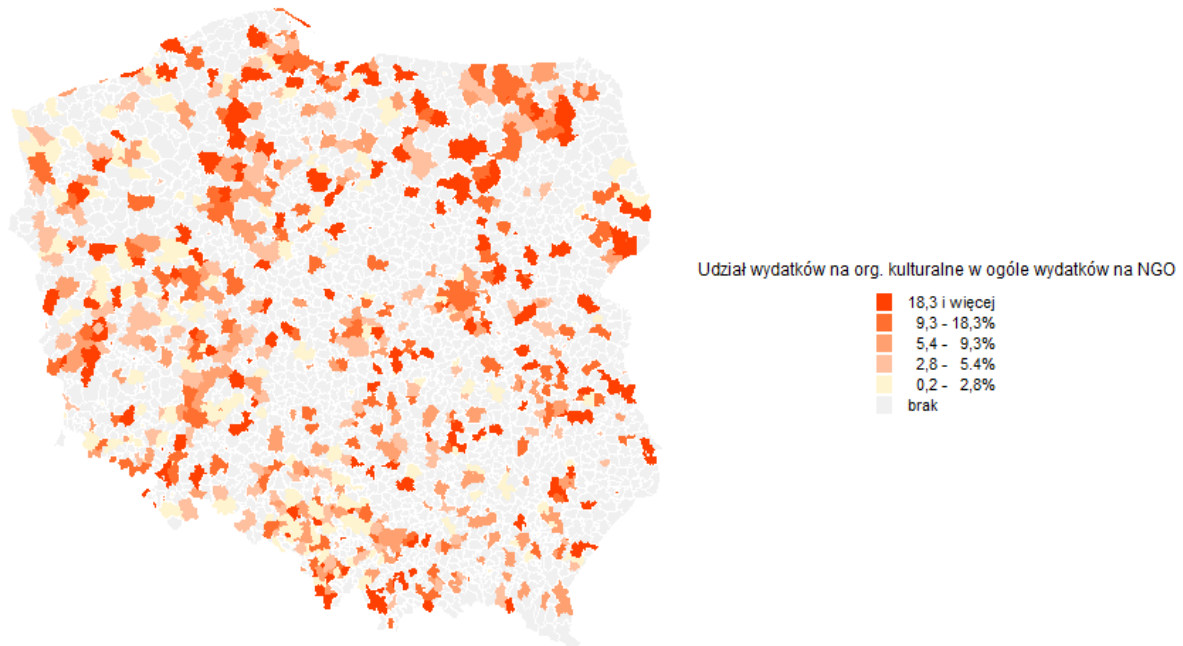 Udział wydatków na org. kulturalne w ogóle wydatków na NGO
18,3 i więcej
9,3 - 18,3%
5,4 - 9,3%
2,8 - 5.4%
0,2 - 2,8%
brak